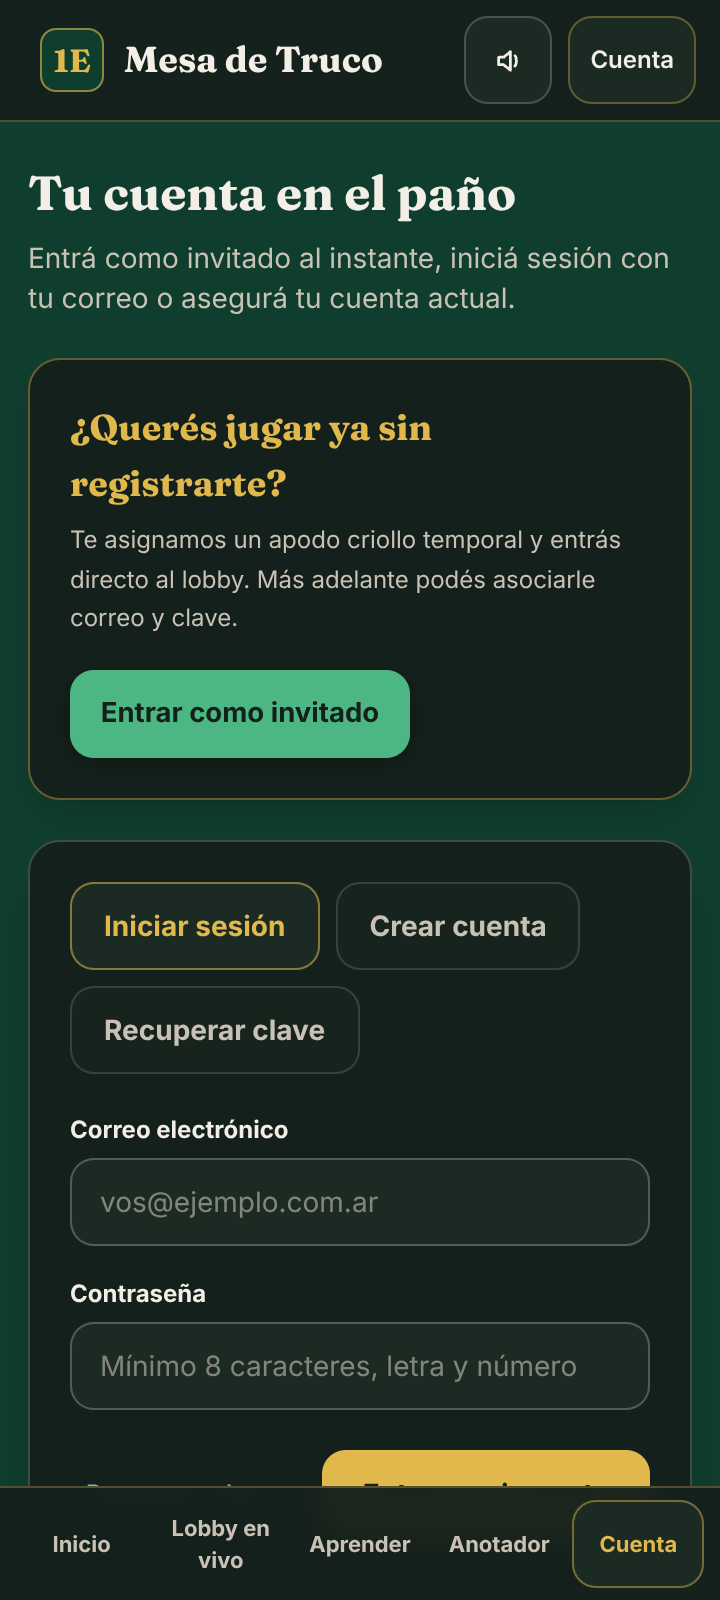 1E Mesa de Truco Cuenta
Tu cuenta en el paño
Entrá como invitado al instante, iniciá sesión con
tu correo o asegurá tu cuenta actual.
¿Querés jugar ya sin
registrarte?
Te asignamos un apodo criollo temporal y entrás
directo al lobby. Más adelante podés asociarle
correo y clave.
Entrar como invitado
Iniciar sesión Crear cuenta
Recuperar clave
Correo electrónico
vos@ejemplo.com.ar
Contraseña
Mínimo 8 caracteres, letra y número
Inicio
Lobby en
vivo
Aprender
Anotador
Cuenta